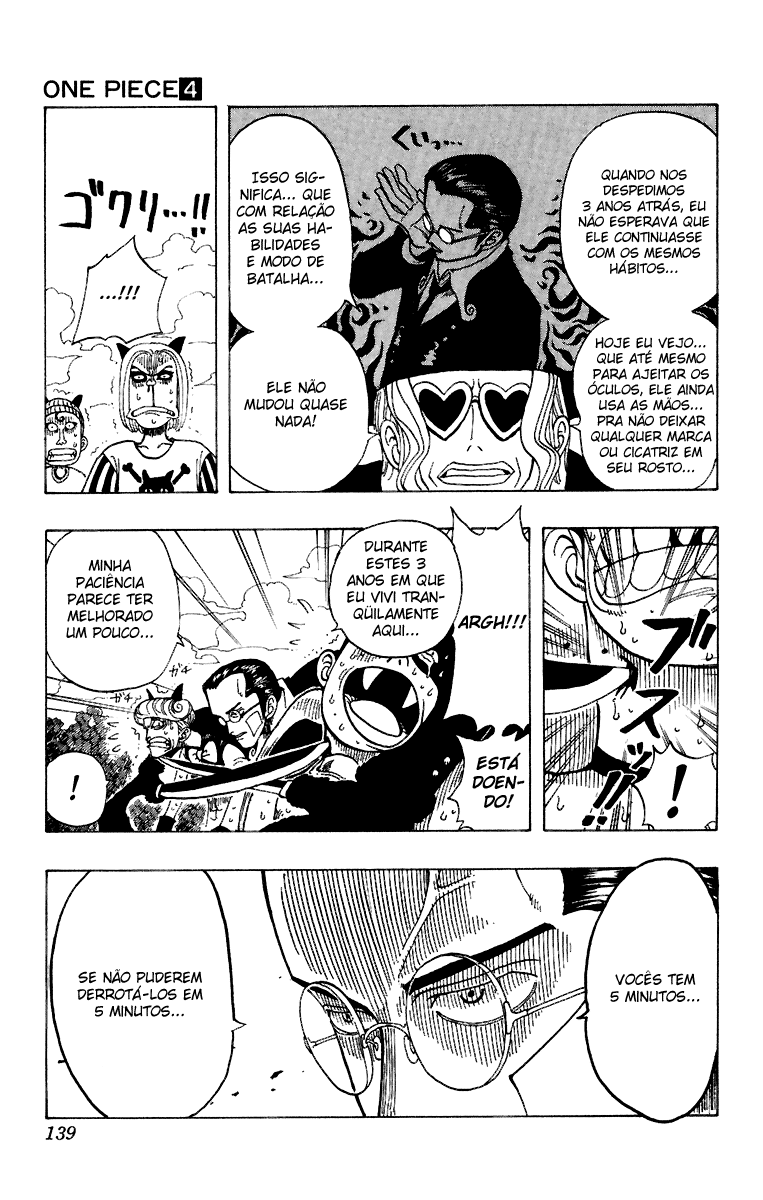 ONE PIECE 4
QUANDO NOS
DESPEDIMOS
3 ANOS ATRÁS, EU
NÃO ESPERAVA QUE
ELE CONTINUASSE
COM OS MESMOS
HÁBITOS...
HOJE EU VEJO...
QUE ATÉ MESMO
PARA AJEITAR OS
ÓCULOS, ELE AINDA
USA AS MÃOS...
PRA NÃO DEIXAR
QUALQUER MARCA
OU CICATRIZ EM
SEU ROSTO...
くいっ...
ISSO SIG-
NIFICA... QUE
COM RELAÇÃO
AS SUAS HA-
BILIDADES
E MODO DE
BATALHA...
ELE NÃO
MUDOU QUASE
NADA!
ゴクリ...!!
...!!!
ブスッ!!
!
ARGH!!!
DURANTE
ESTES 3
ANOS EM QUE
EU VIVI TRAN-
QÜILAMENTE
AQUI...
ESTÁ
DOEN-
DO!
MINHA
PACIÊNCIA
PARECE TER
MELHORADO
UM POUCO...
ガチ
ガチ
!
VOCÊS TEM
5 MINUTOS...
SE NÃO PUDEREM
DERROTÁ-LOS EM
5 MINUTOS...
139